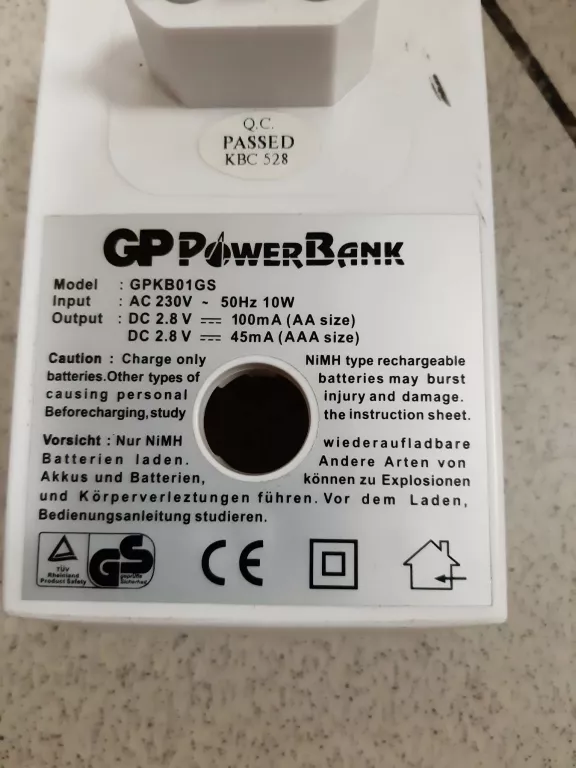 Q.C.
PASSED
KBC 528
GP POWERBANK
Model : GPKB01GS
Input : AC 230V ~ 50Hz 10W
Output : DC 2.8 V ⎓ 100mA (AA size)
DC 2.8 V ⎓ 45mA (AAA size)
Caution : Charge only NiMH type rechargeable
batteries.Other types of batteries may burst
causing personal injury and damage.
Beforecharging,study the instruction sheet.
Vorsicht : Nur NiMH wiederaufladbare
Batterien laden. Andere Arten von
Akkus und Batterien, können zu Explosionen
und Körperverleztungen führen. Vor dem Laden,
Bedienungsanleitung studieren.
TÜV
Rheinland
Product Safety
GS
geprüfte
Sicherheit
CE